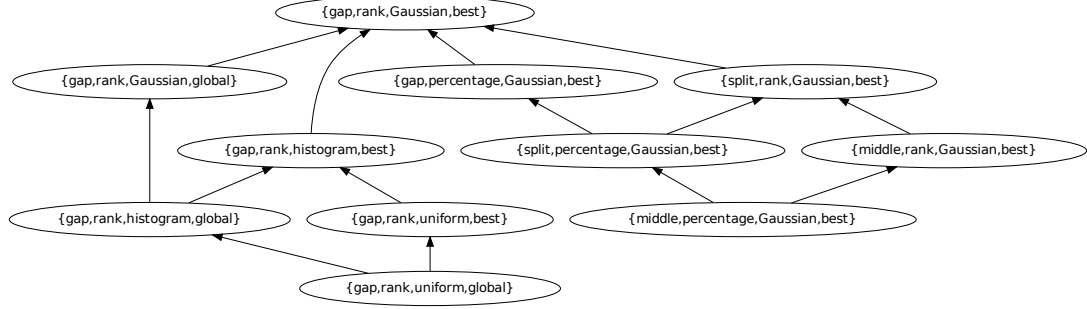 {gap,rank,Gaussian,best}
{gap,rank,Gaussian,global}
{gap,percentage,Gaussian,best}
{split,rank,Gaussian,best}
{gap,rank,histogram,best}
{split,percentage,Gaussian,best}
{middle,rank,Gaussian,best}
{gap,rank,histogram,global}
{gap,rank,uniform,best}
{middle,percentage,Gaussian,best}
{gap,rank,uniform,global}